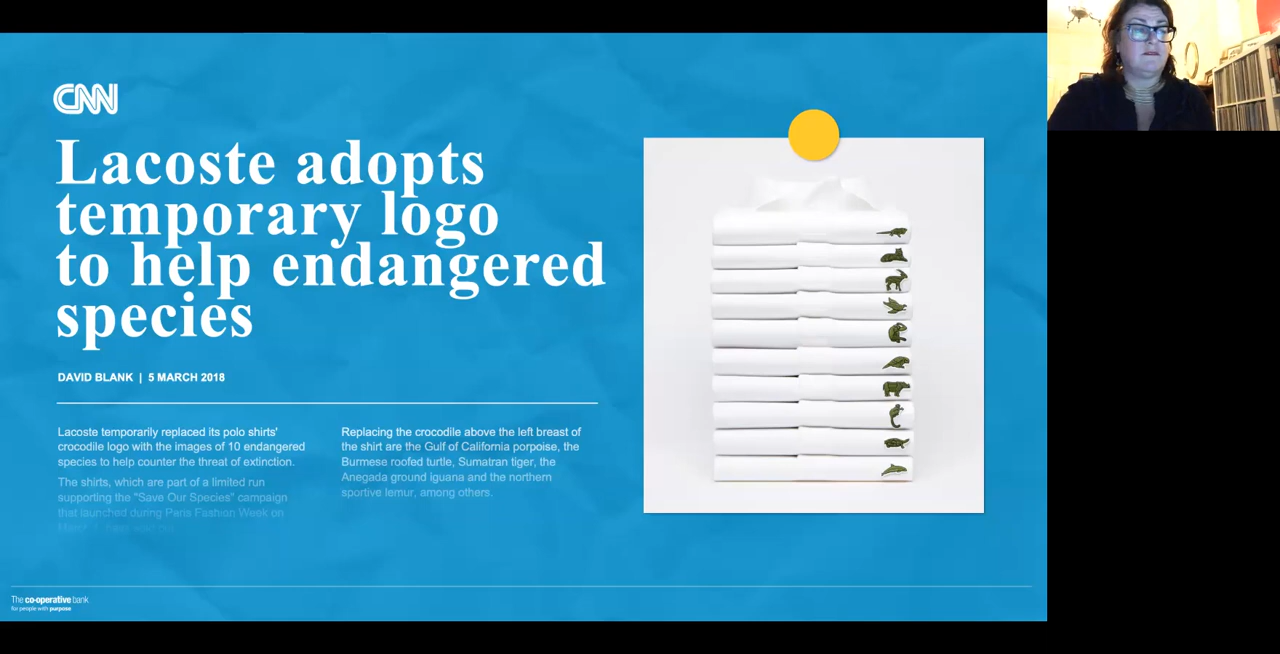 CNN
Lacoste adopts
temporary logo
to help endangered
species
DAVID BLANK | 5 MARCH 2018
Lacoste temporarily replaced its polo shirts'
crocodile logo with the images of 10 endangered
species to help counter the threat of extinction.
The shirts, which are part of a limited run
supporting the "Save Our Species" campaign
that launched during Paris Fashion Week on
Replacing the crocodile above the left breast of
the shirt are the Gulf of California porpoise, the
Burmese roofed turtle, Sumatran tiger, the
Anegada ground iguana and the northern
sportive lemur, among others.
The co-operative bank
for people with purpose